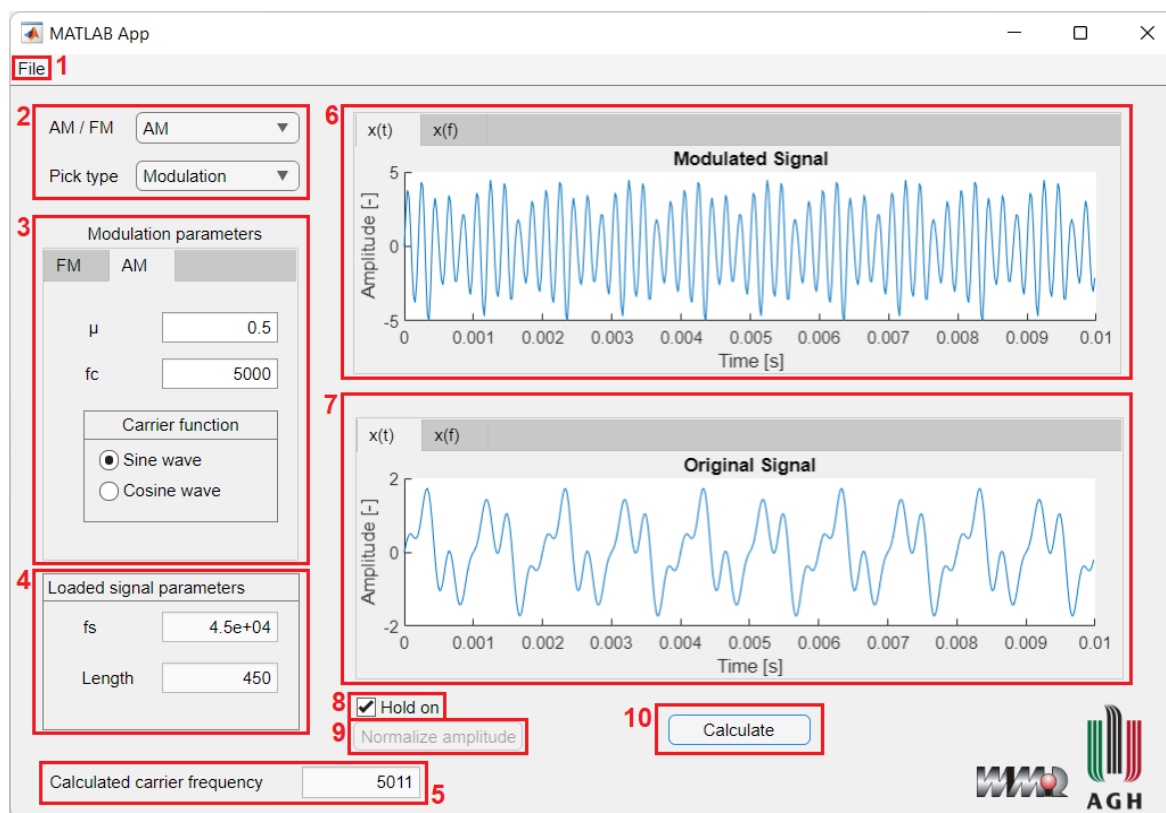 MATLAB App
File 1
2
AM / FM AM
Pick type Modulation
3
Modulation parameters
FM AM
μ 0.5
fc 5000
Carrier function
Sine wave
Cosine wave
4
Loaded signal parameters
fs 4.5e+04
Length 450
Calculated carrier frequency 5011 5
6
x(t) x(f)
Modulated Signal
Amplitude [-]
5
0
-5
0 0.001 0.002 0.003 0.004 0.005 0.006 0.007 0.008 0.009 0.01
Time [s]
7
x(t) x(f)
Original Signal
Amplitude [-]
2
0
-2
0 0.001 0.002 0.003 0.004 0.005 0.006 0.007 0.008 0.009 0.01
Time [s]
8 Hold on
9 Normalize amplitude
10 Calculate
AGH